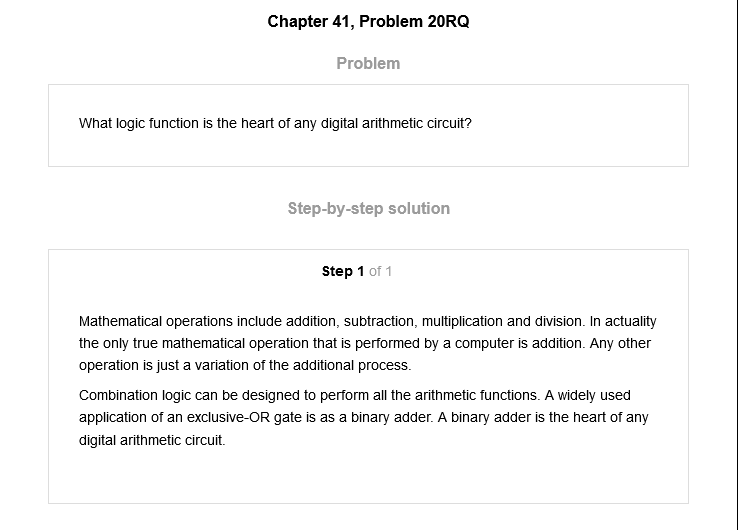 Chapter 41, Problem 20RQ
Problem
What logic function is the heart of any digital arithmetic circuit?
Step-by-step solution
Step 1 of 1
Mathematical operations include addition, subtraction, multiplication and division. In actuality
the only true mathematical operation that is performed by a computer is addition. Any other
operation is just a variation of the additional process.
Combination logic can be designed to perform all the arithmetic functions. A widely used
application of an exclusive-OR gate is as a binary adder. A binary adder is the heart of any
digital arithmetic circuit.